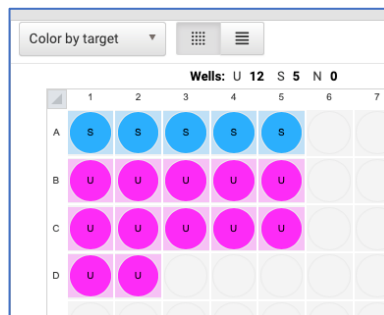 Color by target
Wells: U 12 S 5 N 0
1 2 3 4 5 6 7
A S S S S S
B U U U U U
C U U U U U
D U U